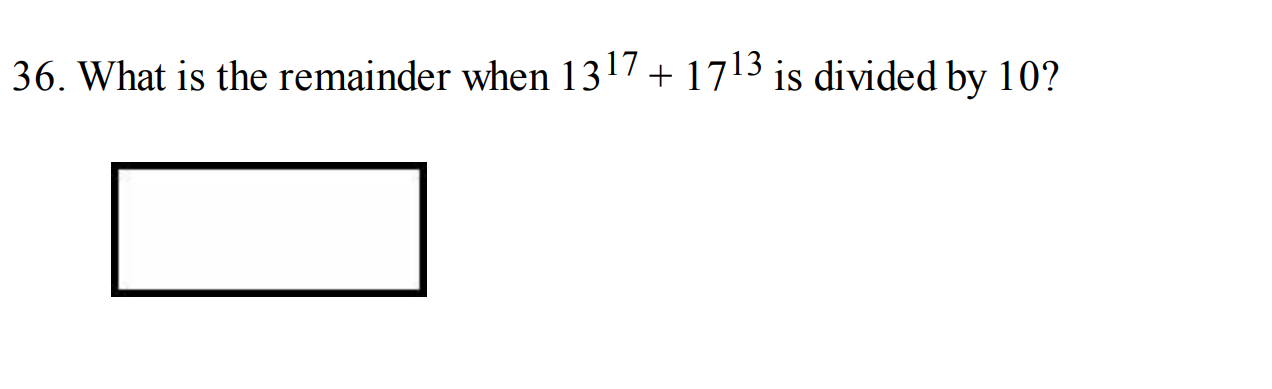 36. What is the remainder when 13¹⁷ + 17¹³ is divided by 10?